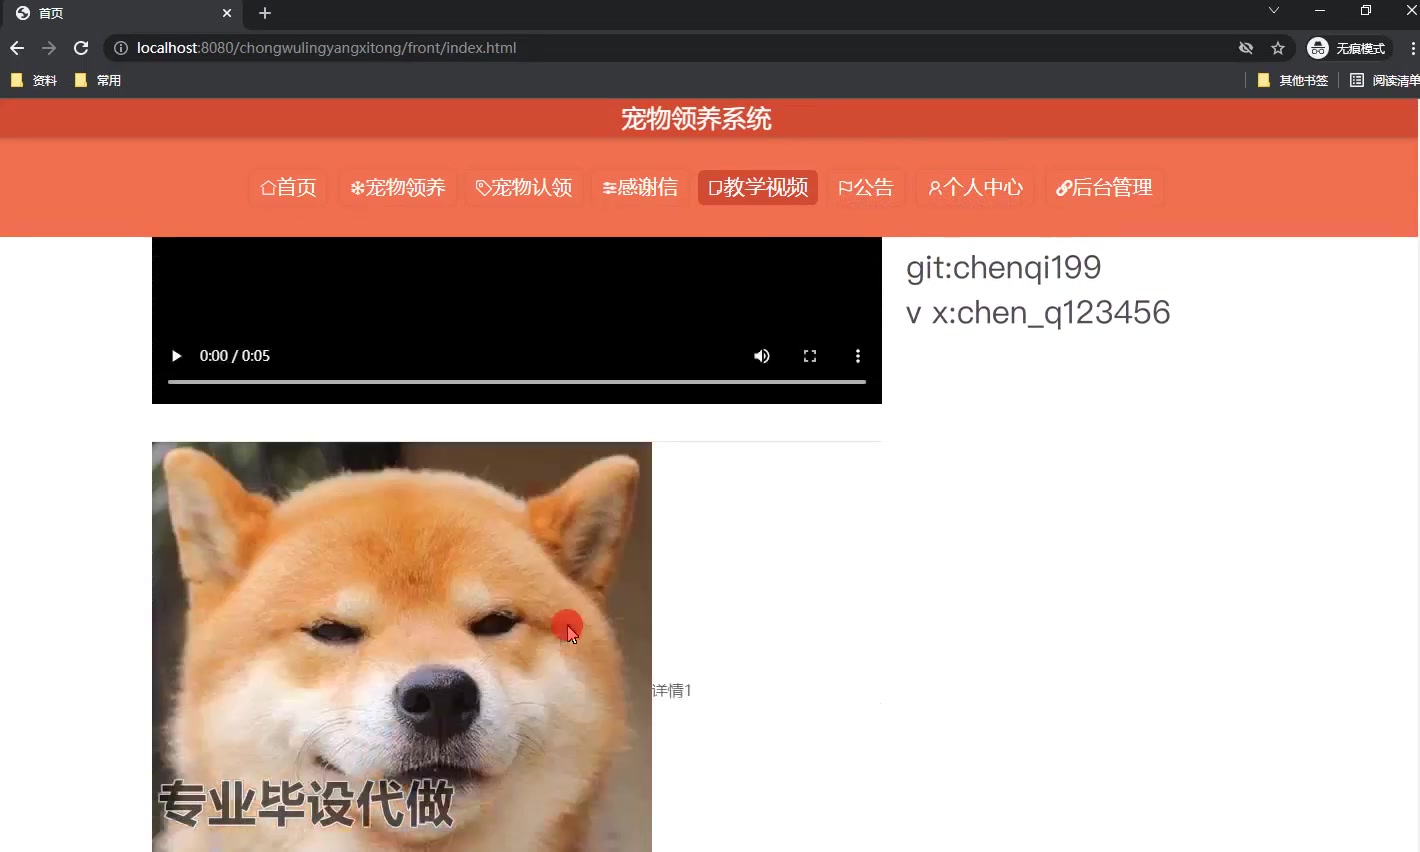 首页
localhost:8080/chongwulingyangxitong/front/index.html
无痕模式
资料
常用
其他书签
阅读清单
宠物领养系统
首页
宠物领养
宠物认领
感谢信
教学视频
公告
个人中心
后台管理
git:chenqi199
v x:chen_q123456
0:00 / 0:05
详情1
专业毕设代做